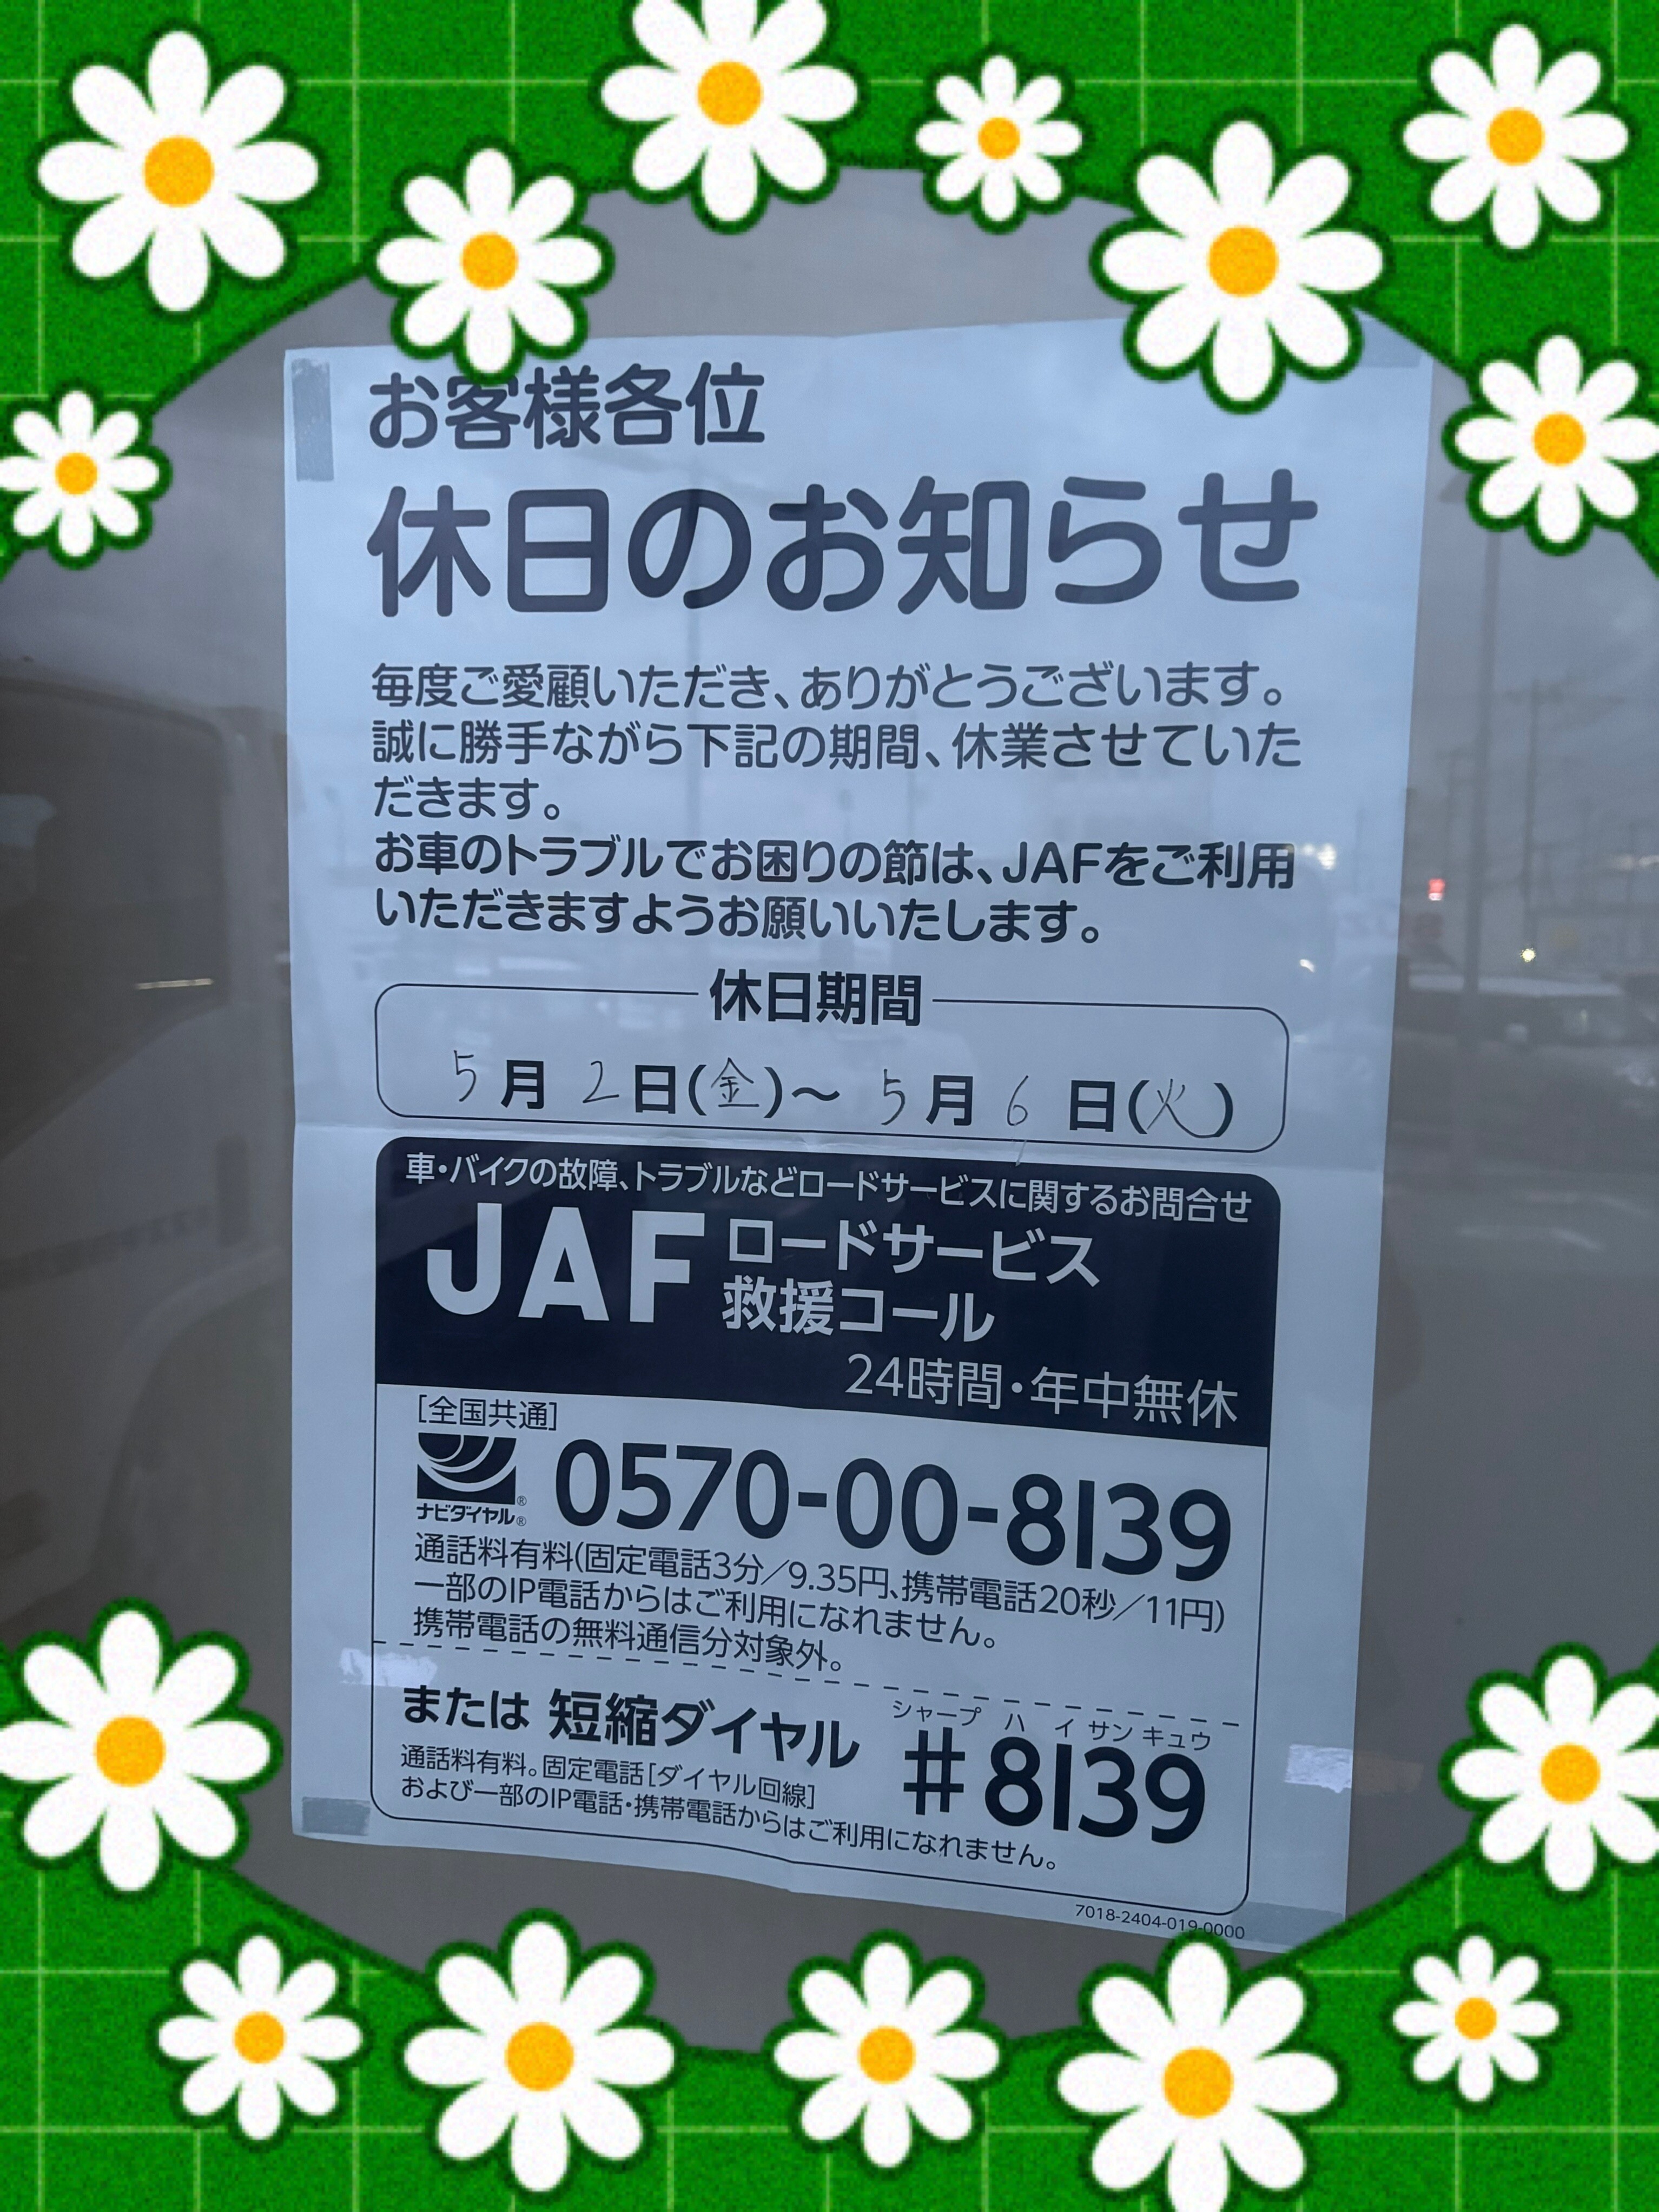 お客様各位
休日のお知らせ
毎度ご愛顧いただき、ありがとうございます。
誠に勝手ながら下記の期間、休業させていた
だきます。
お車のトラブルでお困りの節は、JAFをご利用
いただきますようお願いいたします。
休日期間
5月2日(金)～5月6日(火)
車・バイクの故障、トラブルなどロードサービスに関するお問合せ
JAF ロードサービス
救援コール
24時間・年中無休
[全国共通]
ナビダイヤル® 0570-00-8139
通話料有料(固定電話3分／9.35円、携帯電話20秒／11円)
一部のIP電話からはご利用になれません。
携帯電話の無料通信分対象外。
シャープ ハ イ サン キュウ
または 短縮ダイヤル #8139
通話料有料。固定電話[ダイヤル回線]
および一部のIP電話・携帯電話からはご利用になれません。
7018-2404-019-0000